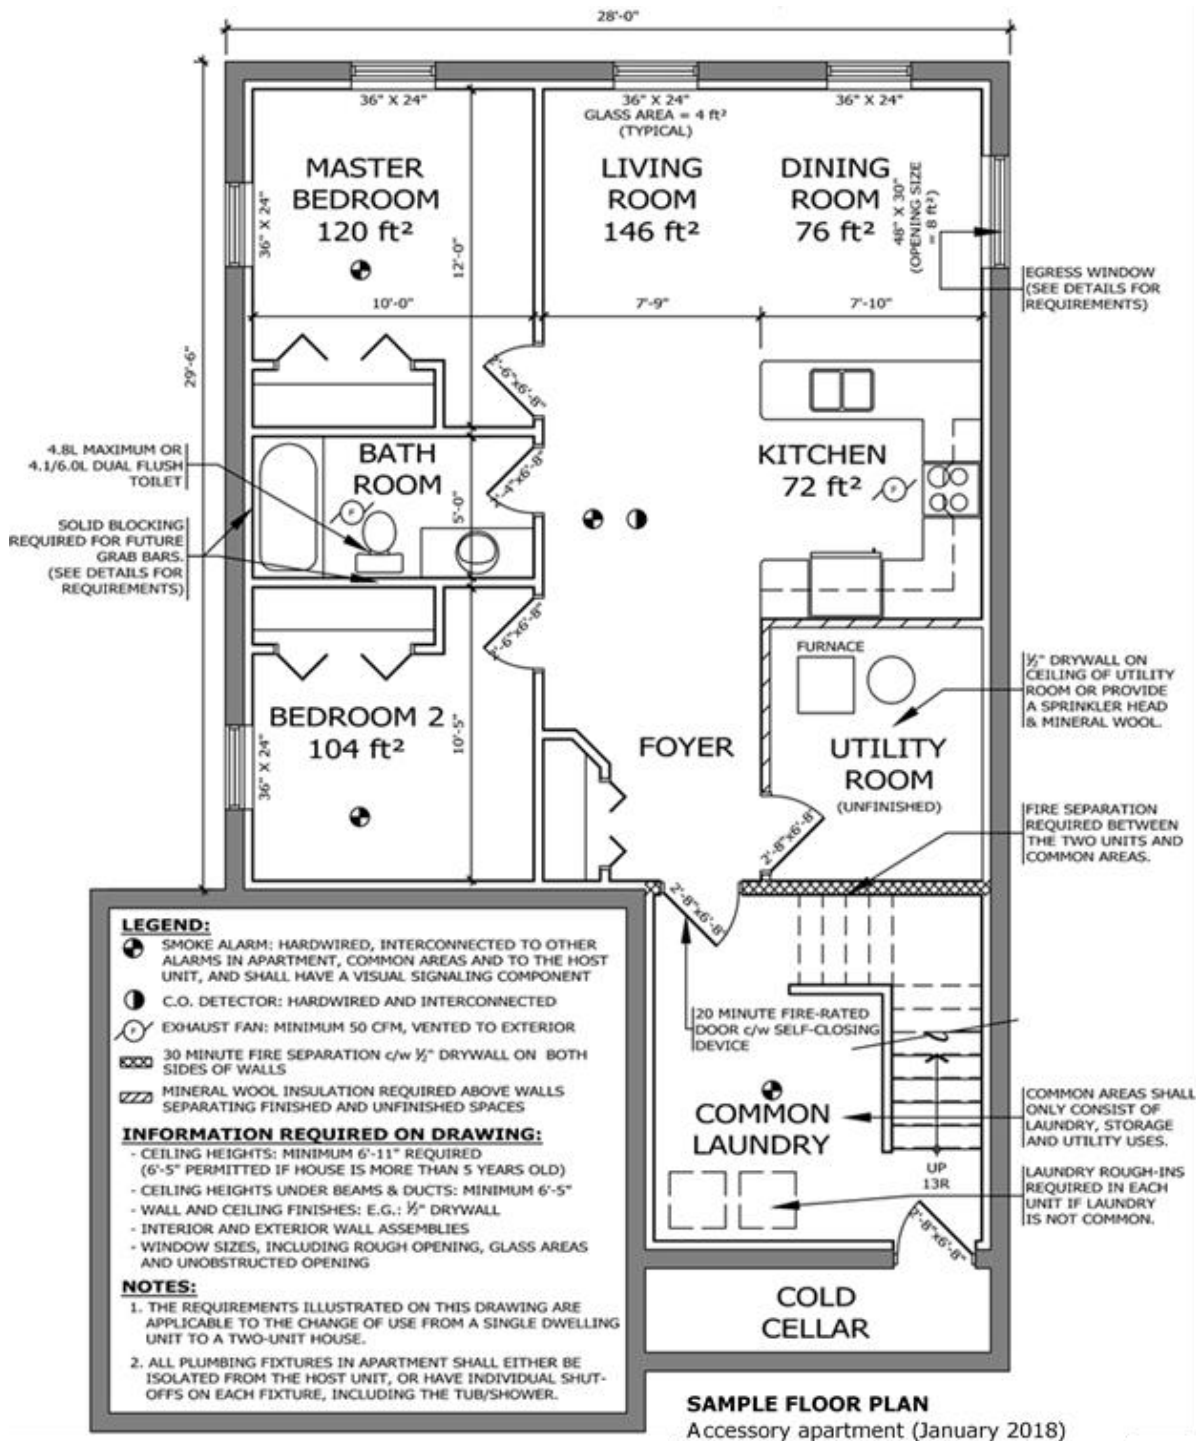 28'-0"
36" X 24"
36" X 24"
GLASS AREA = 4 ft²
(TYPICAL)
36" X 24"
MASTER
BEDROOM
120 ft²
LIVING
ROOM
146 ft²
DINING
ROOM
76 ft²
36" X 24"
12'-0"
48" X 30"
(OPENING SIZE
= 8 ft²)
EGRESS WINDOW
(SEE DETAILS FOR
REQUIREMENTS)
10'-0"
7'-9"
7'-10"
29'-6"
2'-6"x6'-8"
4.8L MAXIMUM OR
4.1/6.0L DUAL FLUSH
TOILET
BATH
ROOM
2'-4"x6'-8"
5'-0"
F
KITCHEN
72 ft²
F
SOLID BLOCKING
REQUIRED FOR FUTURE
GRAB BARS.
(SEE DETAILS FOR
REQUIREMENTS)
2'-6"x6'-8"
FURNACE
½" DRYWALL ON
CEILING OF UTILITY
ROOM OR PROVIDE
A SPRINKLER HEAD
& MINERAL WOOL.
BEDROOM 2
104 ft²
10'-5"
36" X 24"
FOYER
UTILITY
ROOM
(UNFINISHED)
2'-8"x6'-8"
FIRE SEPARATION
REQUIRED BETWEEN
THE TWO UNITS AND
COMMON AREAS.
2'-8"x6'-8"
LEGEND:
SMOKE ALARM: HARDWIRED, INTERCONNECTED TO OTHER
ALARMS IN APARTMENT, COMMON AREAS AND TO THE HOST
UNIT, AND SHALL HAVE A VISUAL SIGNALING COMPONENT
C.O. DETECTOR: HARDWIRED AND INTERCONNECTED
F EXHAUST FAN: MINIMUM 50 CFM, VENTED TO EXTERIOR
30 MINUTE FIRE SEPARATION c/w ½" DRYWALL ON BOTH
SIDES OF WALLS
MINERAL WOOL INSULATION REQUIRED ABOVE WALLS
SEPARATING FINISHED AND UNFINISHED SPACES
INFORMATION REQUIRED ON DRAWING:
- CEILING HEIGHTS: MINIMUM 6'-11" REQUIRED
(6'-5" PERMITTED IF HOUSE IS MORE THAN 5 YEARS OLD)
- CEILING HEIGHTS UNDER BEAMS & DUCTS: MINIMUM 6'-5"
- WALL AND CEILING FINISHES: E.G.: ½" DRYWALL
- INTERIOR AND EXTERIOR WALL ASSEMBLIES
- WINDOW SIZES, INCLUDING ROUGH OPENING, GLASS AREAS
AND UNOBSTRUCTED OPENING
NOTES:
1. THE REQUIREMENTS ILLUSTRATED ON THIS DRAWING ARE
APPLICABLE TO THE CHANGE OF USE FROM A SINGLE DWELLING
UNIT TO A TWO-UNIT HOUSE.
2. ALL PLUMBING FIXTURES IN APARTMENT SHALL EITHER BE
ISOLATED FROM THE HOST UNIT, OR HAVE INDIVIDUAL SHUT-
OFFS ON EACH FIXTURE, INCLUDING THE TUB/SHOWER.
20 MINUTE FIRE-RATED
DOOR c/w SELF-CLOSING
DEVICE
COMMON
LAUNDRY
UP
13R
COMMON AREAS SHALL
ONLY CONSIST OF
LAUNDRY, STORAGE
AND UTILITY USES.
LAUNDRY ROUGH-INS
REQUIRED IN EACH
UNIT IF LAUNDRY
IS NOT COMMON.
2'-8"x6'-8"
COLD
CELLAR
SAMPLE FLOOR PLAN
Accessory apartment (January 2018)